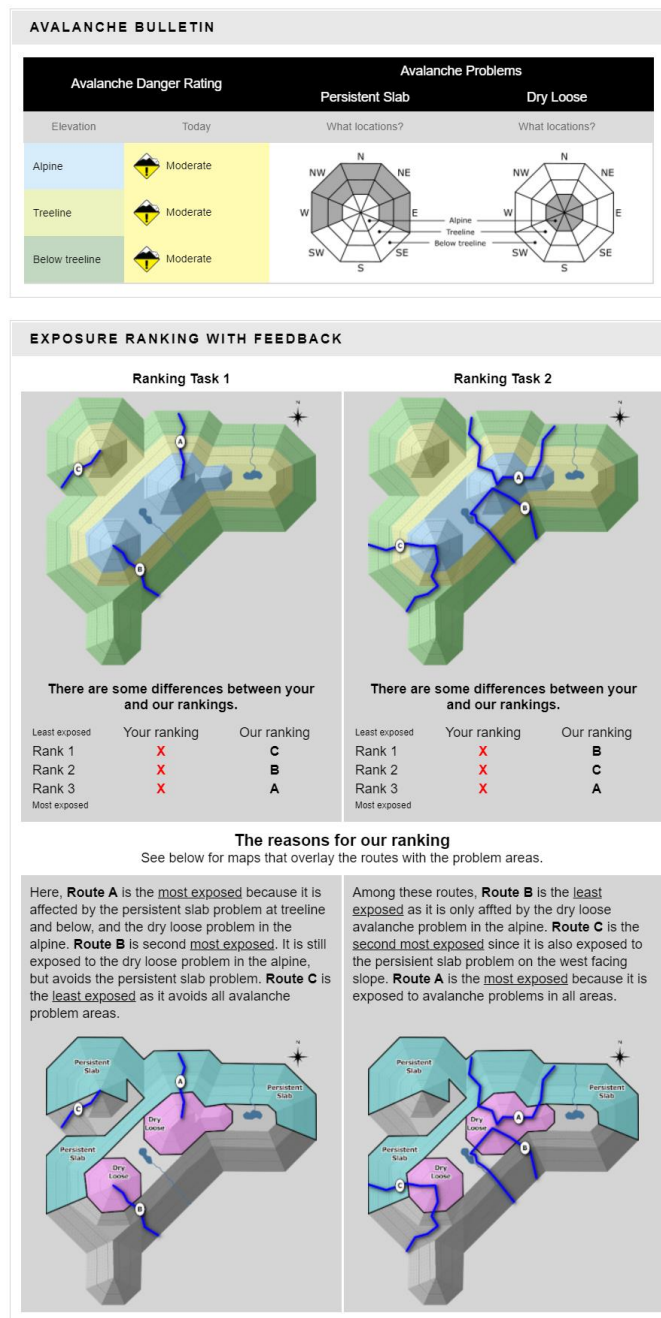 AVALANCHE BULLETIN
Avalanche Danger Rating
Avalanche Problems
Persistent Slab
Dry Loose
Elevation
Today
What locations?
What locations?
Alpine
Moderate
Treeline
Moderate
Below treeline
Moderate
N
NW
NE
W
E
SW
SE
S
Alpine
Treeline
Below treeline
N
NW
NE
W
E
SW
SE
S
EXPOSURE RANKING WITH FEEDBACK
Ranking Task 1
A
C
B
There are some differences between your
and our rankings.
Least exposed Your ranking Our ranking
Rank 1 X C
Rank 2 X B
Rank 3 X A
Most exposed
Ranking Task 2
A
B
C
There are some differences between your
and our rankings.
Least exposed Your ranking Our ranking
Rank 1 X B
Rank 2 X C
Rank 3 X A
Most exposed
The reasons for our ranking
See below for maps that overlay the routes with the problem areas.
Here, Route A is the most exposed because it is
affected by the persistent slab problem at treeline
and below, and the dry loose problem in the
alpine. Route B is second most exposed. It is still
exposed to the dry loose problem in the alpine,
but avoids the persistent slab problem. Route C is
the least exposed as it avoids all avalanche
problem areas.
Persistent
Slab
A
Persistent
Slab
C
Dry
Loose
Persistent
Slab
Dry
Loose
B
Among these routes, Route B is the least
exposed as it is only affted by the dry loose
avalanche problem in the alpine. Route C is the
second most exposed since it is also exposed to
the persisient slab problem on the west facing
slope. Route A is the most exposed because it is
exposed to avalanche problems in all areas.
Persistent
Slab
Persistent
Slab
Dry
Loose
A
B
Persistent
Slab
Dry
Loose
C